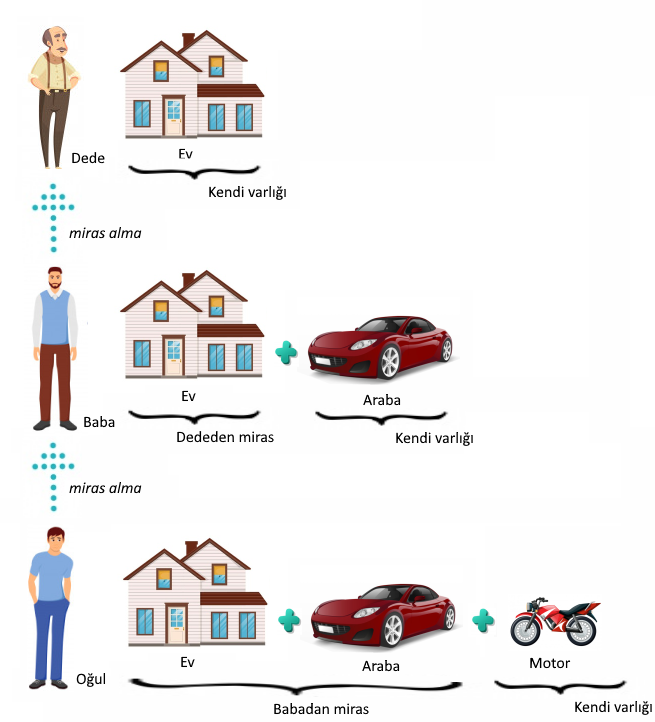 Dede
Ev
Kendi varlığı
miras alma
Baba
Ev
Araba
Dededen miras
Kendi varlığı
miras alma
Oğul
Ev
Araba
Motor
Babadan miras
Kendi varlığı